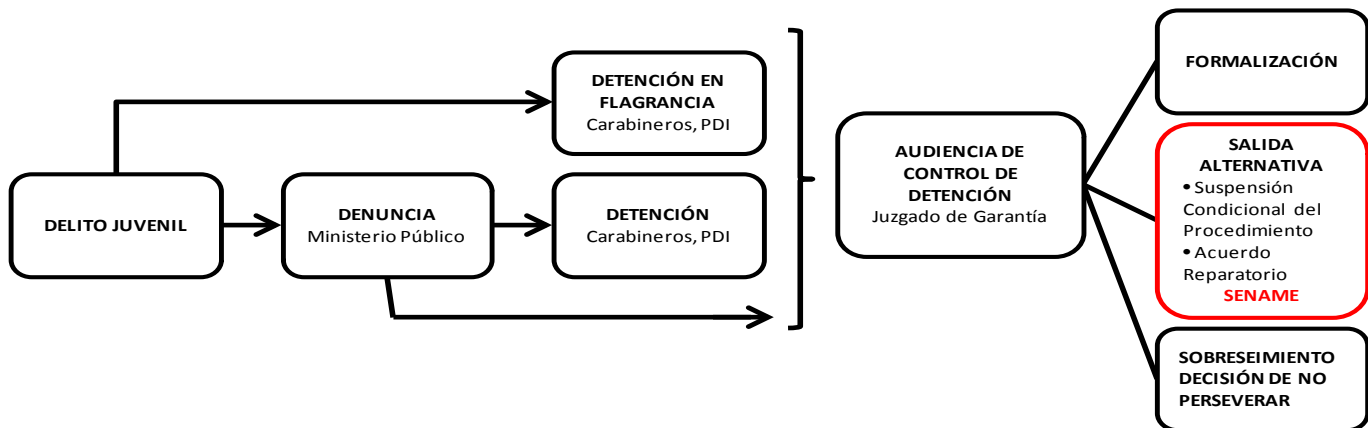 DELITO JUVENIL
DETENCIÓN EN
FLAGRANCIA
Carabineros, PDI
DENUNCIA
Ministerio Público
DETENCIÓN
Carabineros, PDI
AUDIENCIA DE
CONTROL DE
DETENCIÓN
Juzgado de Garantía
FORMALIZACIÓN
SALIDA
ALTERNATIVA
• Suspensión
Condicional del
Procedimiento
• Acuerdo
Reparatorio
SENAME
SOBRESEIMIENTO
DECISIÓN DE NO
PERSEVERAR